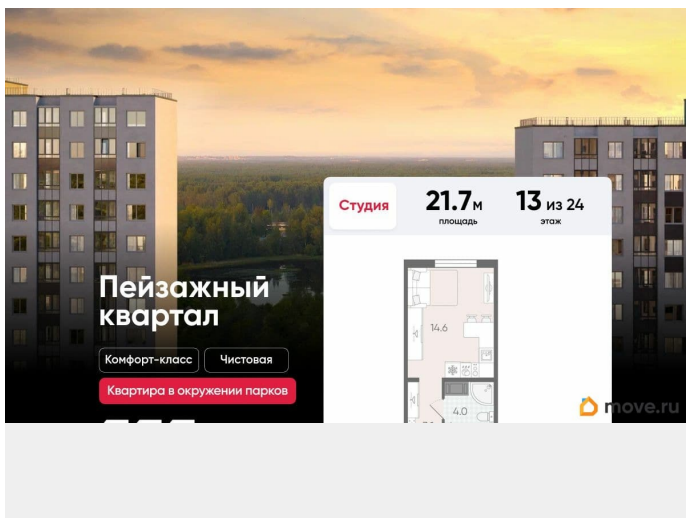 Студия
21.7 м
площадь
13 из 24
этаж
Пейзажный
квартал
Комфорт-класс
Чистовая
Квартира в окружении парков
14.6
4.0
move.ru